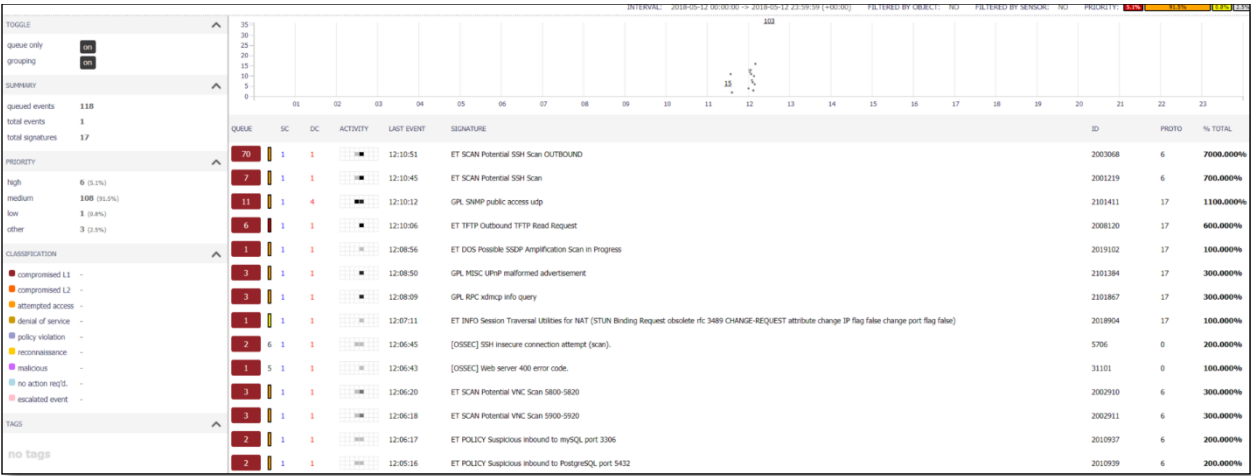 INTERVAL: 2018-05-12 00:00:00 -> 2018-05-12 23:59:59 (+00:00) FILTERED BY OBJECT: NO FILTERED BY SENSOR: NO PRIORITY: 5.1% 91.5% 0.8% 2.5%
TOGGLE
queue only on
grouping on
SUMMARY
queued events 118
total events 1
total signatures 17
PRIORITY
high 6 (5.1%)
medium 108 (91.5%)
low 1 (0.8%)
other 3 (2.5%)
CLASSIFICATION
compromised L1 -
compromised L2 -
attempted access -
denial of service -
policy violation -
reconnaissance -
malicious -
no action req'd. -
escalated event -
TAGS
no tags
103
35
30
25
20
15
10
5
0
15
01 02 03 04 05 06 07 08 09 10 11 12 13 14 15 16 17 18 19 20 21 22 23
QUEUE SC DC ACTIVITY LAST EVENT SIGNATURE ID PROTO % TOTAL
70 1 1 12:10:51 ET SCAN Potential SSH Scan OUTBOUND 2003068 6 7000.000%
7 1 1 12:10:45 ET SCAN Potential SSH Scan 2001219 6 700.000%
11 1 4 12:10:12 GPL SNMP public access udp 2101411 17 1100.000%
6 1 1 12:10:06 ET TFTP Outbound TFTP Read Request 2008120 17 600.000%
1 1 1 12:08:56 ET DOS Possible SSDP Amplification Scan in Progress 2019102 17 100.000%
3 1 1 12:08:50 GPL MISC UPnP malformed advertisement 2101384 17 300.000%
3 1 1 12:08:09 GPL RPC xdmcp info query 2101867 17 300.000%
1 1 1 12:07:11 ET INFO Session Traversal Utilities for NAT (STUN Binding Request obsolete rfc 3489 CHANGE-REQUEST attribute change IP flag false change port flag false) 2018904 17 100.000%
2 6 1 1 12:06:45 [OSSEC] SSH insecure connection attempt (scan). 5706 0 200.000%
1 5 1 1 12:06:43 [OSSEC] Web server 400 error code. 31101 0 100.000%
3 1 1 12:06:20 ET SCAN Potential VNC Scan 5800-5820 2002910 6 300.000%
3 1 1 12:06:18 ET SCAN Potential VNC Scan 5900-5920 2002911 6 300.000%
2 1 1 12:06:17 ET POLICY Suspicious inbound to mySQL port 3306 2010937 6 200.000%
2 1 1 12:05:16 ET POLICY Suspicious inbound to PostgreSQL port 5432 2010939 6 200.000%